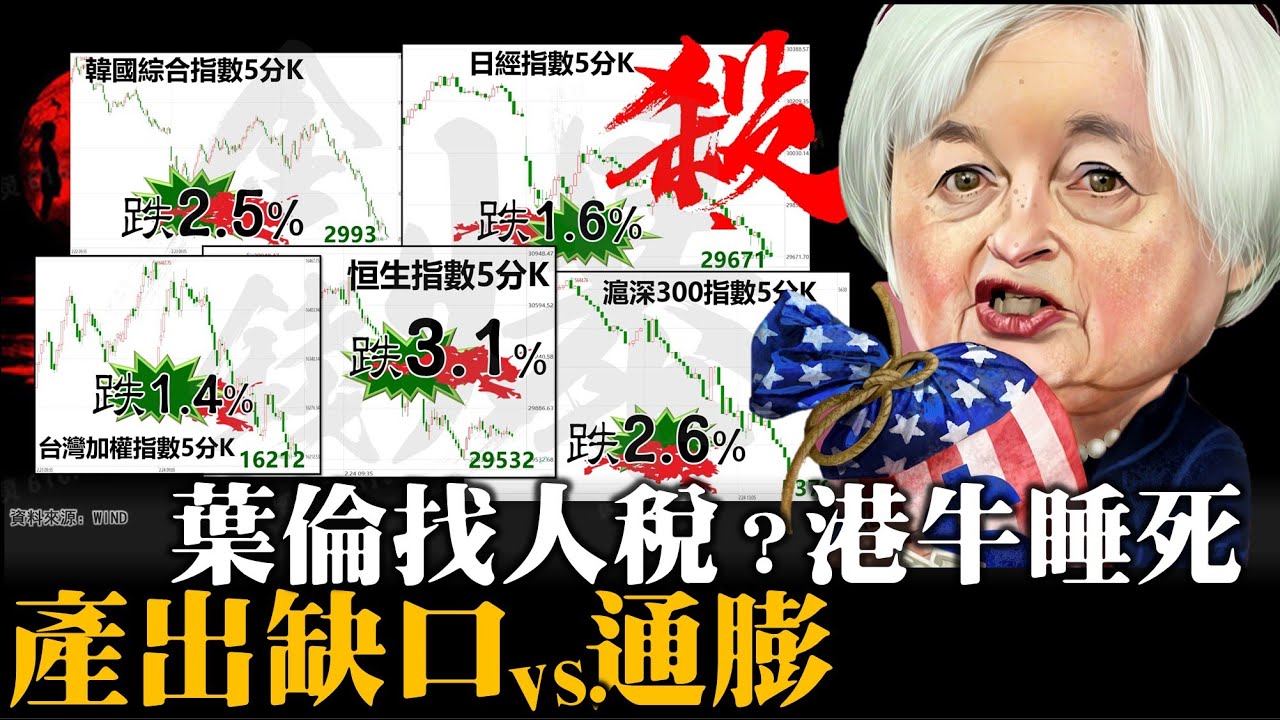 韓國綜合指數5分K
日經指數5分K
殺
跌2.5%
2993
跌1.6%
29671
恒生指數5分K
滬深300指數5分K
跌3.1%
跌1.4%
跌2.6%
台灣加權指數5分K
16212
29532
資料來源：WIND
葉倫找人稅？港牛睡死
產出缺口vs.通膨